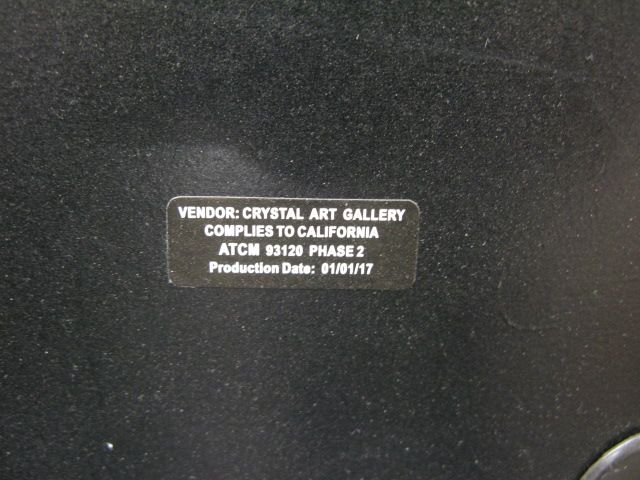 VENDOR: CRYSTAL ART GALLERY
COMPLIES TO CALIFORNIA
ATCM 93120 PHASE 2
Production Date: 01/01/17